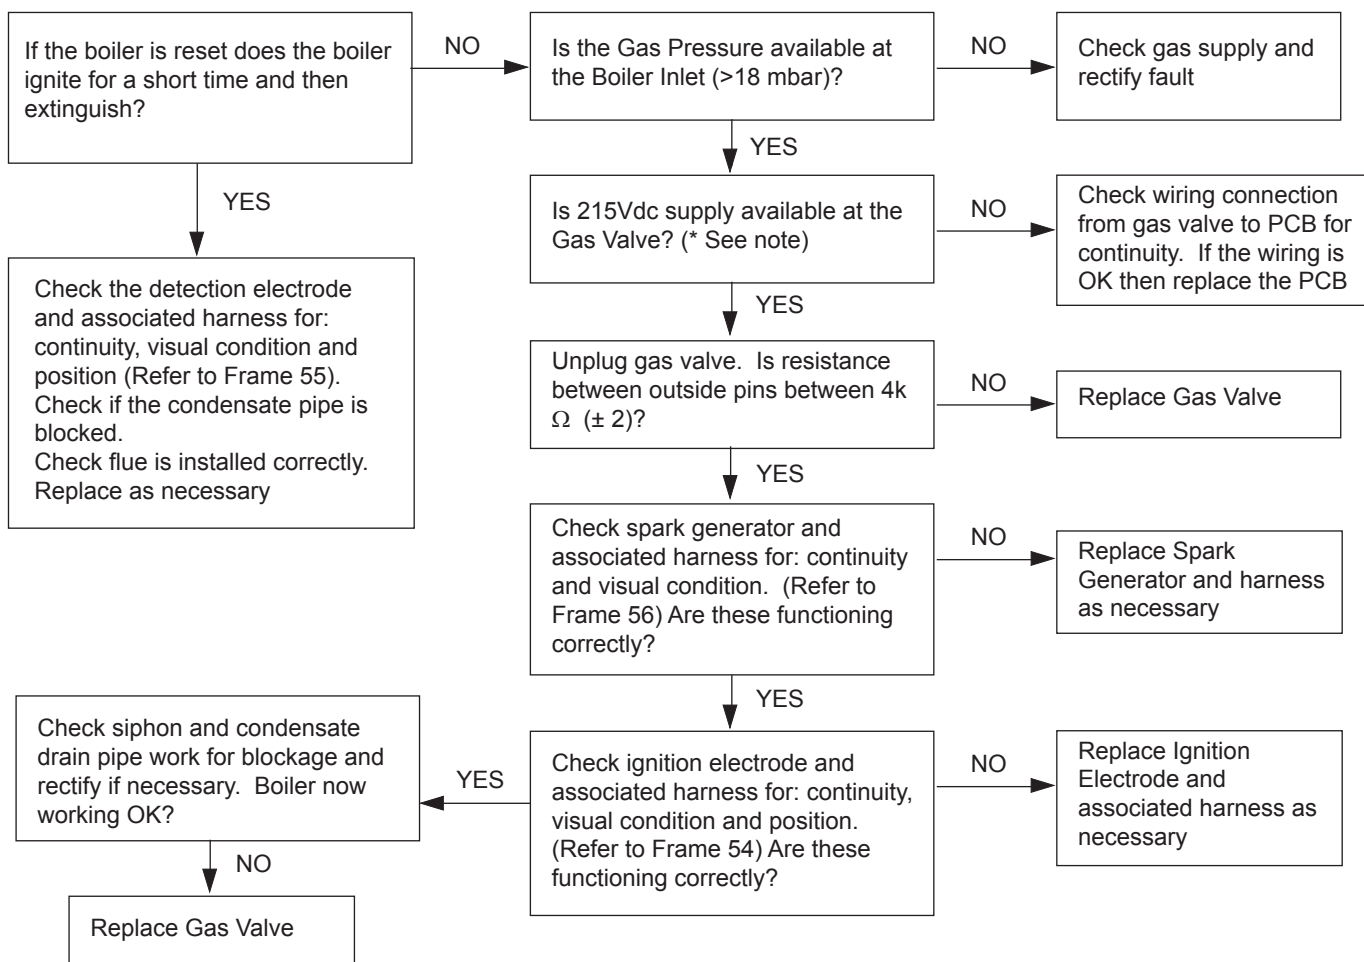 If the boiler is reset does the boiler
ignite for a short time and then
extinguish?
NO
Is the Gas Pressure available at
the Boiler Inlet (>18 mbar)?
NO
Check gas supply and
rectify fault
YES
YES
Is 215Vdc supply available at the
Gas Valve? (* See note)
NO
Check wiring connection
from gas valve to PCB for
continuity.  If the wiring is
OK then replace the PCB
Check the detection electrode
and associated harness for:
continuity, visual condition and
position (Refer to Frame 55).
Check if the condensate pipe is
blocked.
Check flue is installed correctly.
Replace as necessary
YES
Unplug gas valve.  Is resistance
between outside pins between 4k
Ω  (± 2)?
NO
Replace Gas Valve
YES
Check spark generator and
associated harness for: continuity
and visual condition.  (Refer to
Frame 56) Are these functioning
correctly?
NO
Replace Spark
Generator and harness
as necessary
YES
Check ignition electrode and
associated harness for: continuity,
visual condition and position.
(Refer to Frame 54) Are these
functioning correctly?
NO
Replace Ignition
Electrode and
associated harness as
necessary
YES
Check siphon and condensate
drain pipe work for blockage and
rectify if necessary.  Boiler now
working OK?
NO
Replace Gas Valve